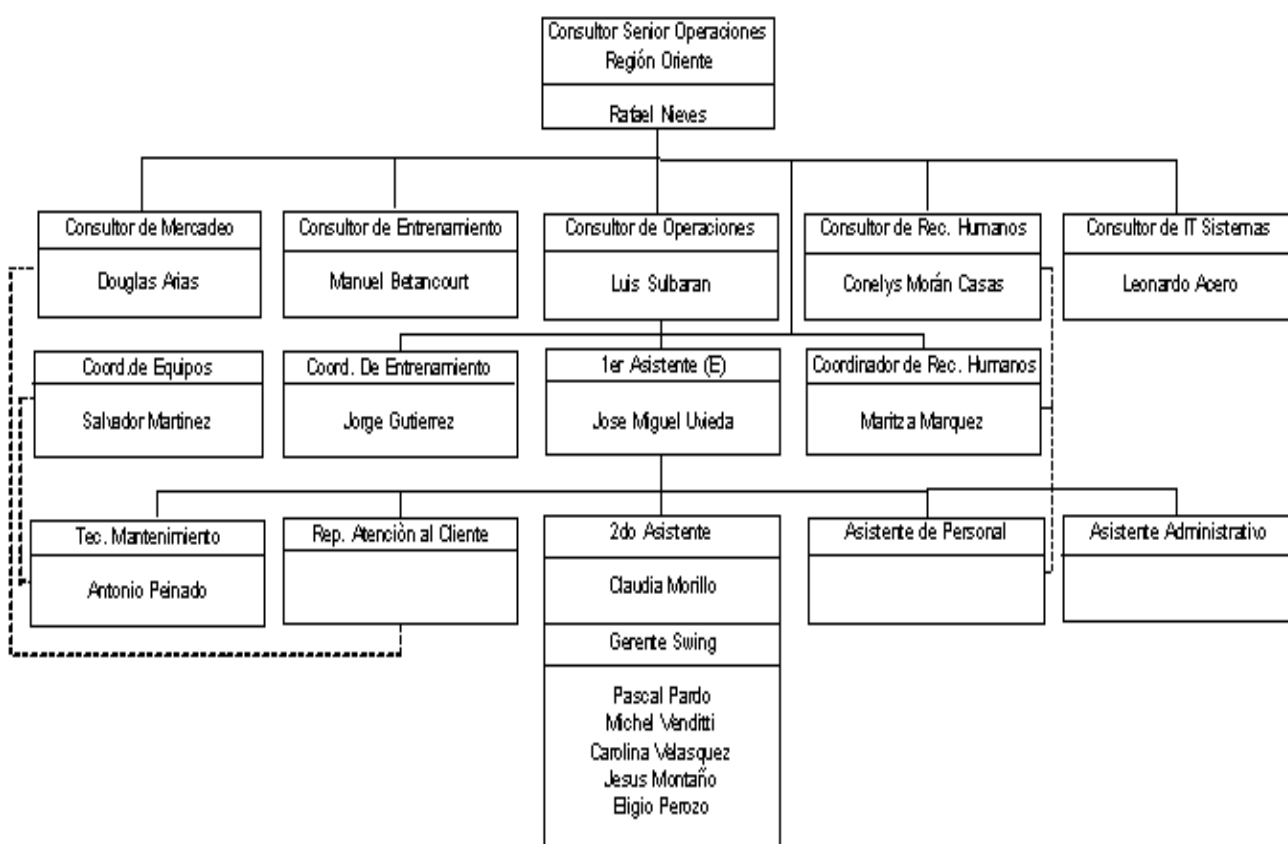 Consultor Senior Operaciones
Región Oriente
Rafael Nieves
Consultor de Mercadeo
Douglas Arias
Consultor de Entrenamiento
Manuel Betancourt
Consultor de Operaciones
Luis Sulbaran
Consultor de Rec. Humanos
Conelys Morán Casas
Consultor de IT Sistemas
Leonardo Acero
Coord.de Equipos
Salvador Martinez
Coord. De Entrenamiento
Jorge Gutierrez
1er Asistente (E)
Jose Miguel Uvieda
Coordinador de Rec. Humanos
Maritza Marquez
Tec. Mantenimiento
Antonio Peinado
Rep. Atenciòn al Cliente
2do Asistente
Claudia Morillo
Gerente Swing
Pascal Pardo
Michel Venditti
Carolina Velasquez
Jesus Montaño
Eligio Perozo
Asistente de Personal
Asistente Administrativo